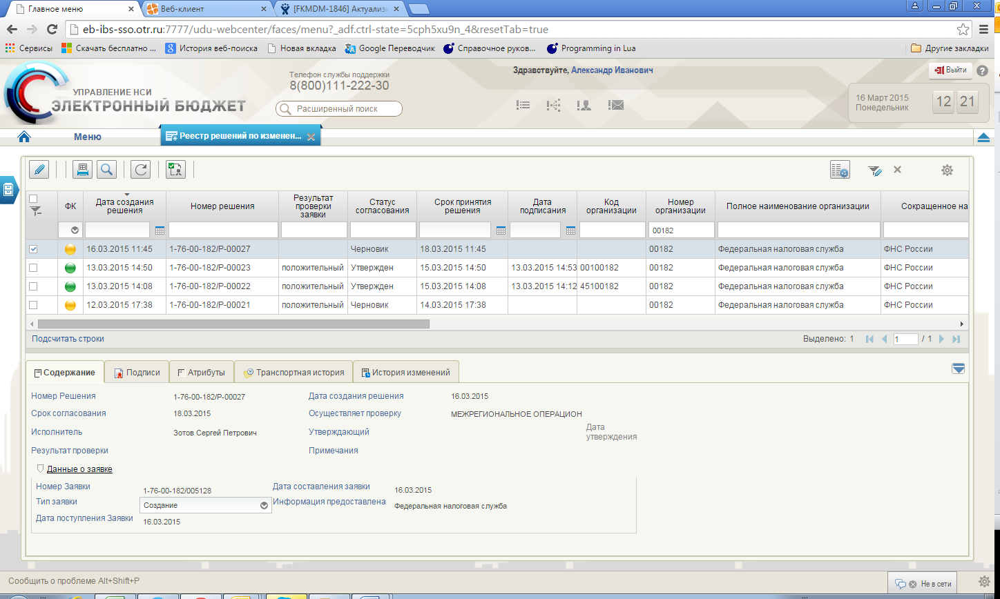 Главное меню
Веб-клиент
[FKMDM-1846] Актуализ
eb-ibs-sso.otr.ru:7777/udu-webcenter/faces/menu?_adf.ctrl-state=5cph5xu9n_4&resetTab=true
Сервисы
Скачать бесплатно ...
История веб-поиска
Новая вкладка
Google Переводчик
Справочное руков...
Programming in Lua
Другие закладки
Телефон службы поддержки
8(800)111-222-30
Здравствуйте, Александр Иванович
Выйти
УПРАВЛЕНИЕ НСИ
ЭЛЕКТРОННЫЙ БЮДЖЕТ
Расширенный поиск
16 Март 2015
Понедельник
12 21
Меню
Реестр решений по изменен...
ФК
Дата создания решения
Номер решения
Результат проверки заявки
Статус согласования
Срок принятия решения
Дата подписания
Код организации
Номер организации
Полное наименование организации
Сокращенное на
00182
16.03.2015 11:45 1-76-00-182/Р-00027 Черновик 18.03.2015 11:45 00182 Федеральная налоговая служба ФНС России
13.03.2015 14:50 1-76-00-182/Р-00023 положительный Утвержден 15.03.2015 14:50 13.03.2015 14:53 00100182 00182 Федеральная налоговая служба ФНС России
13.03.2015 14:08 1-76-00-182/Р-00022 положительный Утвержден 15.03.2015 14:08 13.03.2015 14:12 45100182 00182 Федеральная налоговая служба ФНС России
12.03.2015 17:38 1-76-00-182/Р-00021 положительный Черновик 14.03.2015 17:38 00182 Федеральная налоговая служба ФНС России
Подсчитать строки
Выделено: 1
1 / 1
Содержание
Подписи
Атрибуты
Транспортная история
История изменений
Номер Решения 1-76-00-182/Р-00027 Дата создания решения 16.03.2015
Срок согласования 18.03.2015 Осуществляет проверку МЕЖРЕГИОНАЛЬНОЕ ОПЕРАЦИОН
Исполнитель Зотов Сергей Петрович Утверждающий Дата утверждения
Результат проверки Примечания
Данные о заявке
Номер Заявки 1-76-00-182/005128 Дата составления заявки 16.03.2015
Тип заявки Создание Информация предоставлена Федеральная налоговая служба
Дата поступления Заявки 16.03.2015
Сообщить о проблеме Alt+Shift+P
Не в сети